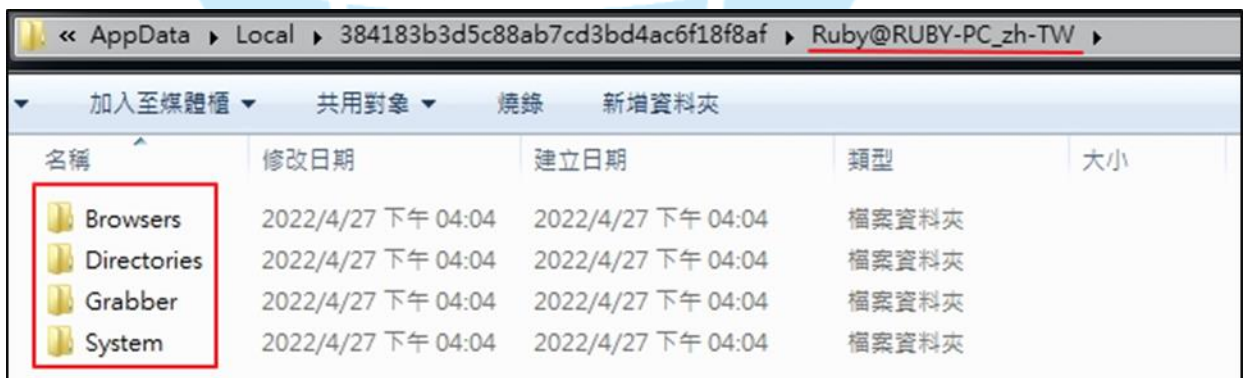 « AppData ▸ Local ▸ 384183b3d5c88ab7cd3bd4ac6f18f8af ▸ Ruby@RUBY-PC_zh-TW ▸
加入至媒體櫃 ▼ 共用對象 ▼ 燒錄 新增資料夾
名稱 修改日期 建立日期 類型 大小
Browsers 2022/4/27 下午 04:04 2022/4/27 下午 04:04 檔案資料夾
Directories 2022/4/27 下午 04:04 2022/4/27 下午 04:04 檔案資料夾
Grabber 2022/4/27 下午 04:04 2022/4/27 下午 04:04 檔案資料夾
System 2022/4/27 下午 04:04 2022/4/27 下午 04:04 檔案資料夾